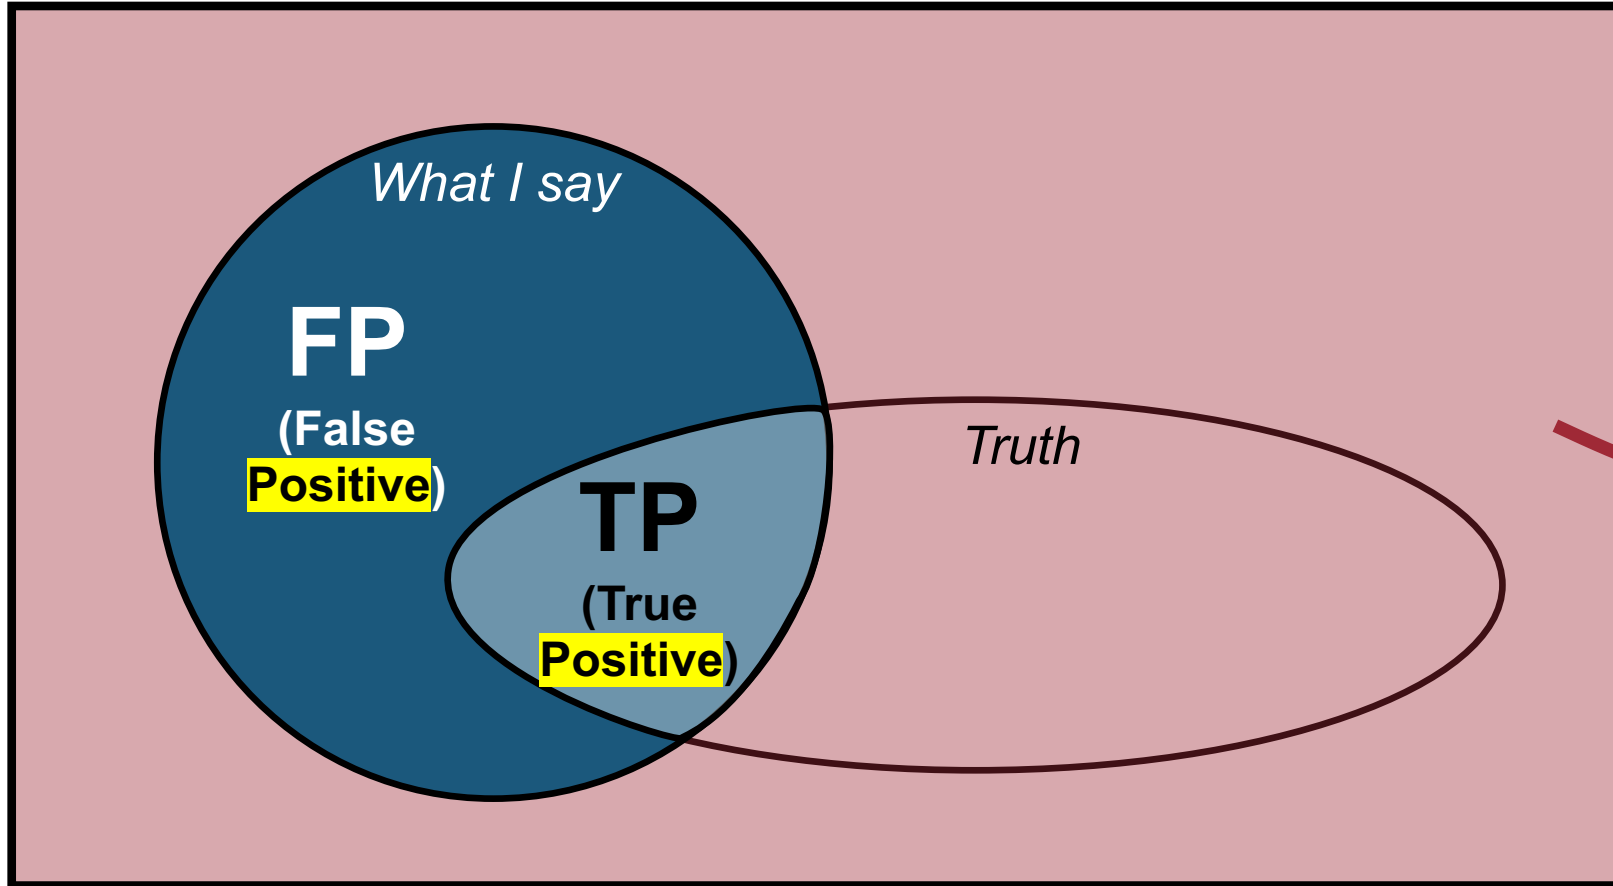 What I say
FP
(False
Positive)
Truth
TP
(True
Positive)